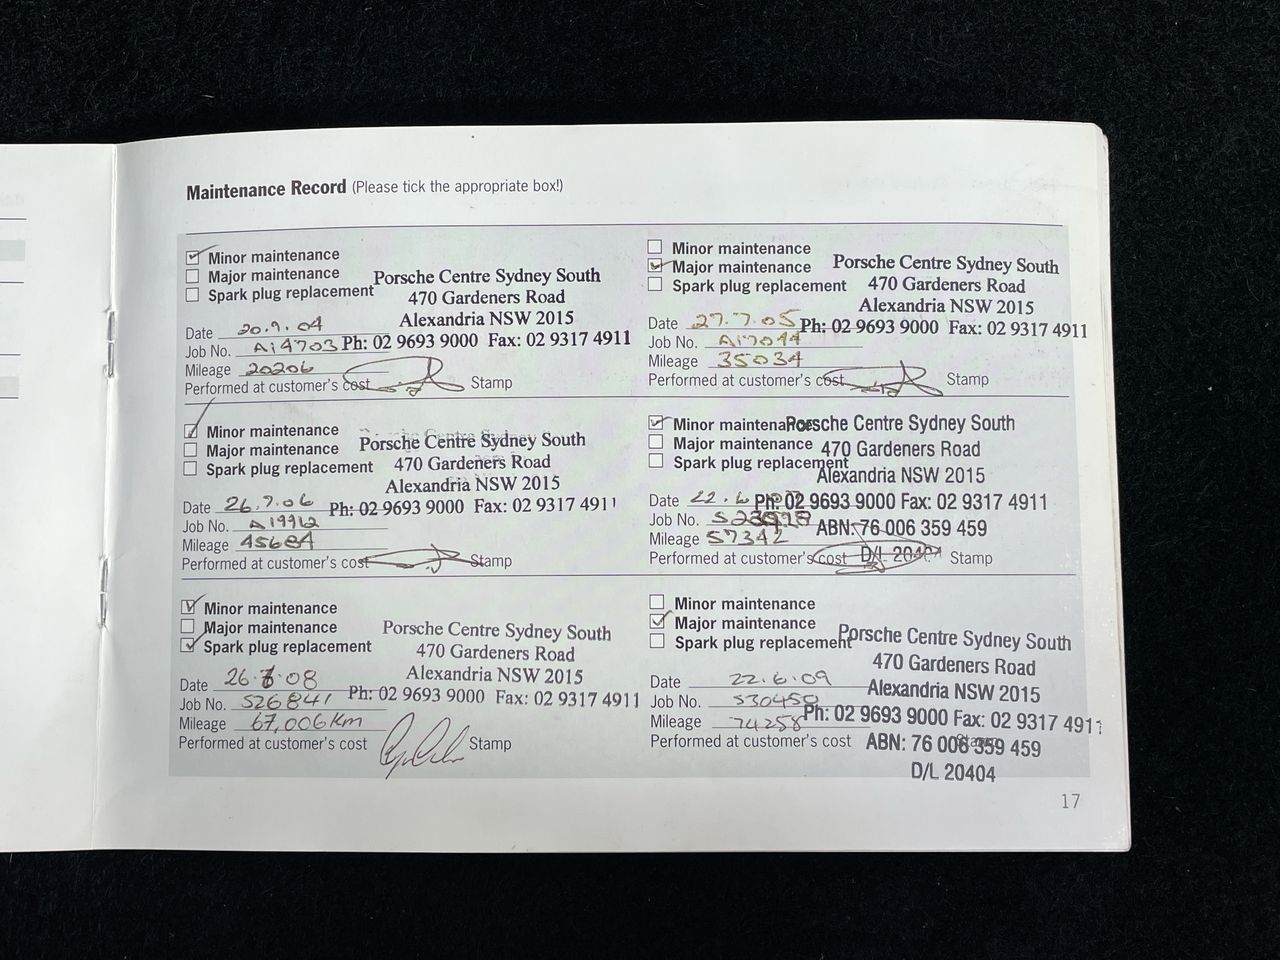 Maintenance Record (Please tick the appropriate box!)
Minor maintenance
Major maintenance
Spark plug replacement
Porsche Centre Sydney South
470 Gardeners Road
Alexandria NSW 2015
Ph: 02 9693 9000 Fax: 02 9317 4911
Date 20.9.04
Job No. A14703
Mileage 20206
Performed at customer's cost
Stamp
Minor maintenance
Major maintenance
Spark plug replacement
Porsche Centre Sydney South
470 Gardeners Road
Alexandria NSW 2015
Ph: 02 9693 9000 Fax: 02 9317 4911
Date 27.7.05
Job No. A17044
Mileage 35034
Performed at customer's cost
Stamp
Minor maintenance
Major maintenance
Spark plug replacement
Porsche Centre Sydney South
470 Gardeners Road
Alexandria NSW 2015
Ph: 02 9693 9000 Fax: 02 9317 4911
Date 26.7.06
Job No. A19912
Mileage 45684
Performed at customer's cost
Stamp
Minor maintenance
Major maintenance
Spark plug replacement
Porsche Centre Sydney South
470 Gardeners Road
Alexandria NSW 2015
Ph: 02 9693 9000 Fax: 02 9317 4911
ABN: 76 006 359 459
D/L 20404
Date 22.6
Job No.
Mileage 57342
Performed at customer's cost
Stamp
Minor maintenance
Major maintenance
Spark plug replacement
Porsche Centre Sydney South
470 Gardeners Road
Alexandria NSW 2015
Ph: 02 9693 9000 Fax: 02 9317 4911
Date 26.7.08
Job No. S26841
Mileage 67,006Km
Performed at customer's cost
Stamp
Minor maintenance
Major maintenance
Spark plug replacement
Porsche Centre Sydney South
470 Gardeners Road
Alexandria NSW 2015
Ph: 02 9693 9000 Fax: 02 9317 4911
ABN: 76 006 359 459
D/L 20404
Date 22.6.09
Job No. S30450
Mileage 74258
Performed at customer's cost
Stamp
17